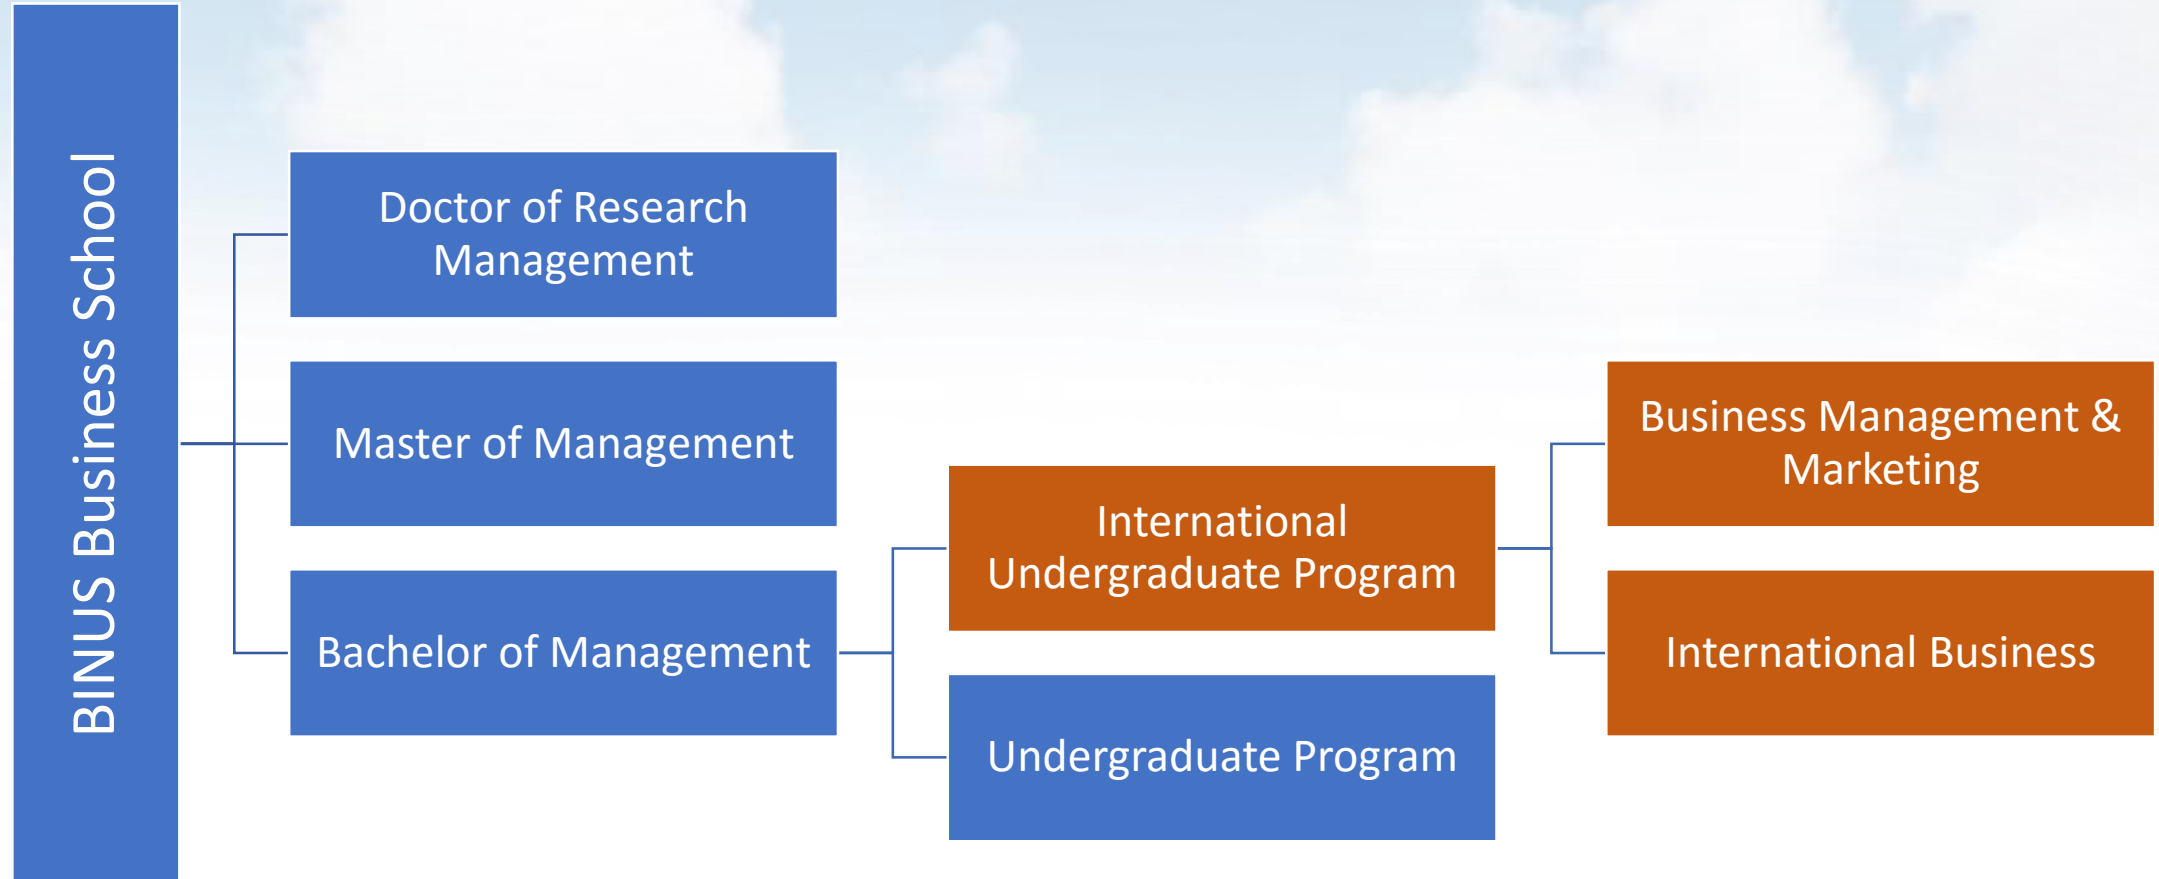 BINUS Business School
Doctor of Research
Management
Master of Management
Bachelor of Management
International
Undergraduate Program
Undergraduate Program
Business Management &
Marketing
International Business